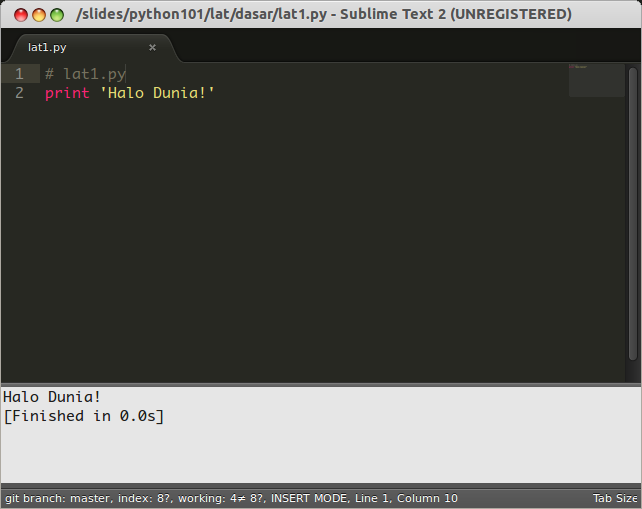 /slides/python101/lat/dasar/lat1.py - Sublime Text 2 (UNREGISTERED)
lat1.py ×
1 # lat1.py
2 print 'Halo Dunia!'
Halo Dunia!
[Finished in 0.0s]
git branch: master, index: 8?, working: 4≠ 8?, INSERT MODE, Line 1, Column 10 Tab Size